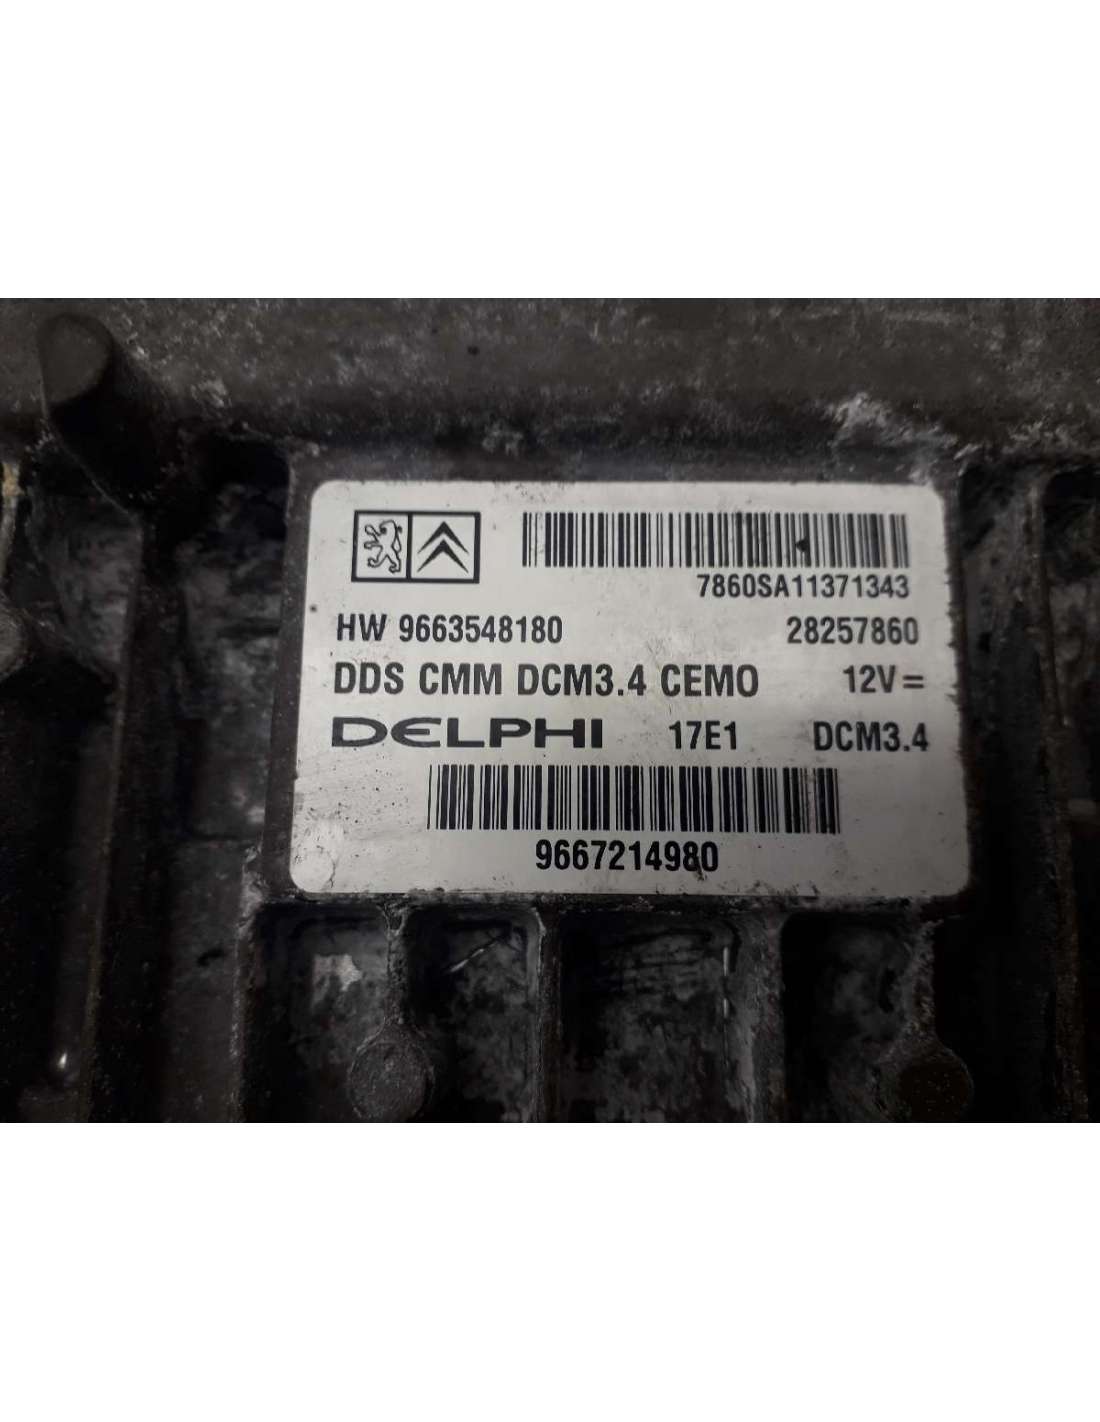 7860SA11371343
HW 9663548180 28257860
DDS CMM DCM3.4 CEMO 12V=
DELPHI 17E1 DCM3.4
9667214980